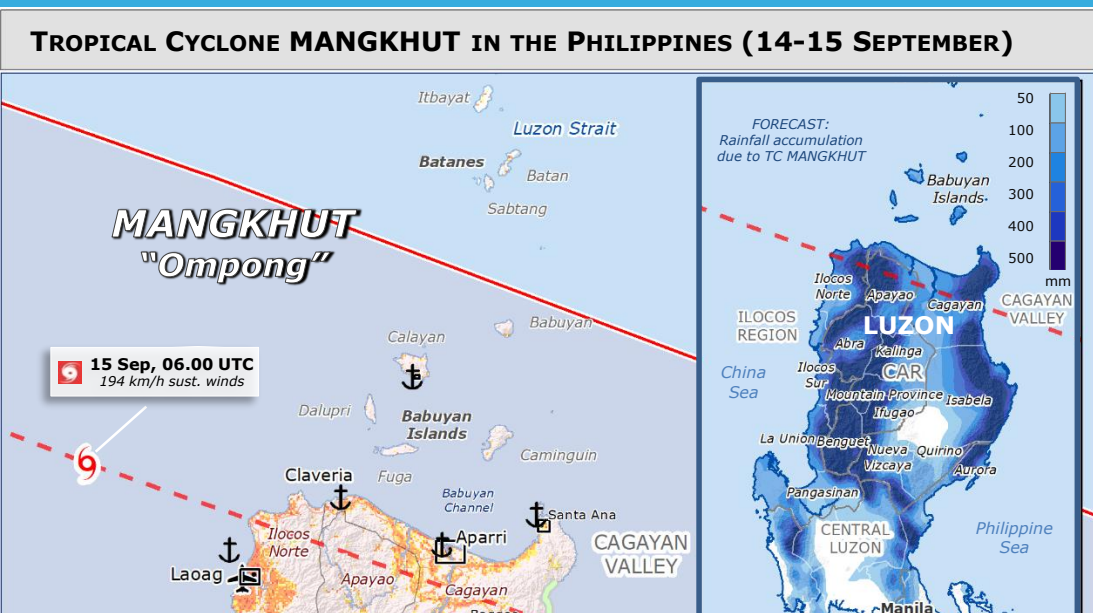 TROPICAL CYCLONE MANGKHUT IN THE PHILIPPINES (14-15 SEPTEMBER)
Itbayat
Luzon Strait
Batanes
Batan
Sabtang
MANGKHUT
“Ompong”
Babuyan
Calayan
15 Sep, 06.00 UTC
194 km/h sust. winds
Dalupri
Babuyan
Islands
Caminguin
Claveria
Fuga
Babuyan
Channel
Santa Ana
Ilocos
Norte
Aparri
CAGAYAN
VALLEY
Laoag
Apayao
Cagayan
FORECAST:
Rainfall accumulation
due to TC MANGKHUT
50
100
200
300
400
500
mm
Babuyan
Islands
Ilocos
Norte
Apayao
Cagayan
CAGAYAN
VALLEY
ILOCOS
REGION
LUZON
Abra
Kalinga
China
Sea
Ilocos
Sur
CAR
Mountain Province
Isabela
Ifugao
La Union
Benguet
Nueva
Vizcaya
Quirino
Aurora
Pangasinan
CENTRAL
LUZON
Philippine
Sea
Manila